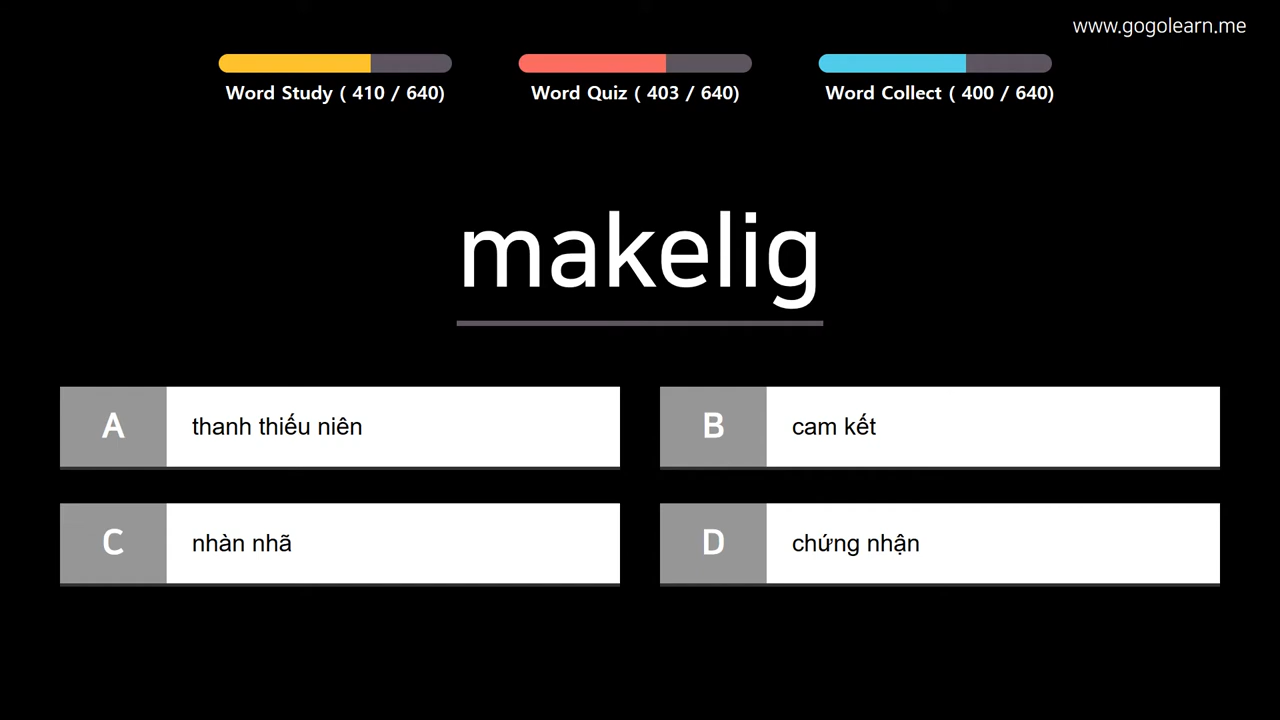 www.gogolearn.me
Word Study ( 410 / 640)
Word Quiz ( 403 / 640)
Word Collect ( 400 / 640)
makelig
A
thanh thiếu niên
B
cam kết
C
nhàn nhã
D
chứng nhận